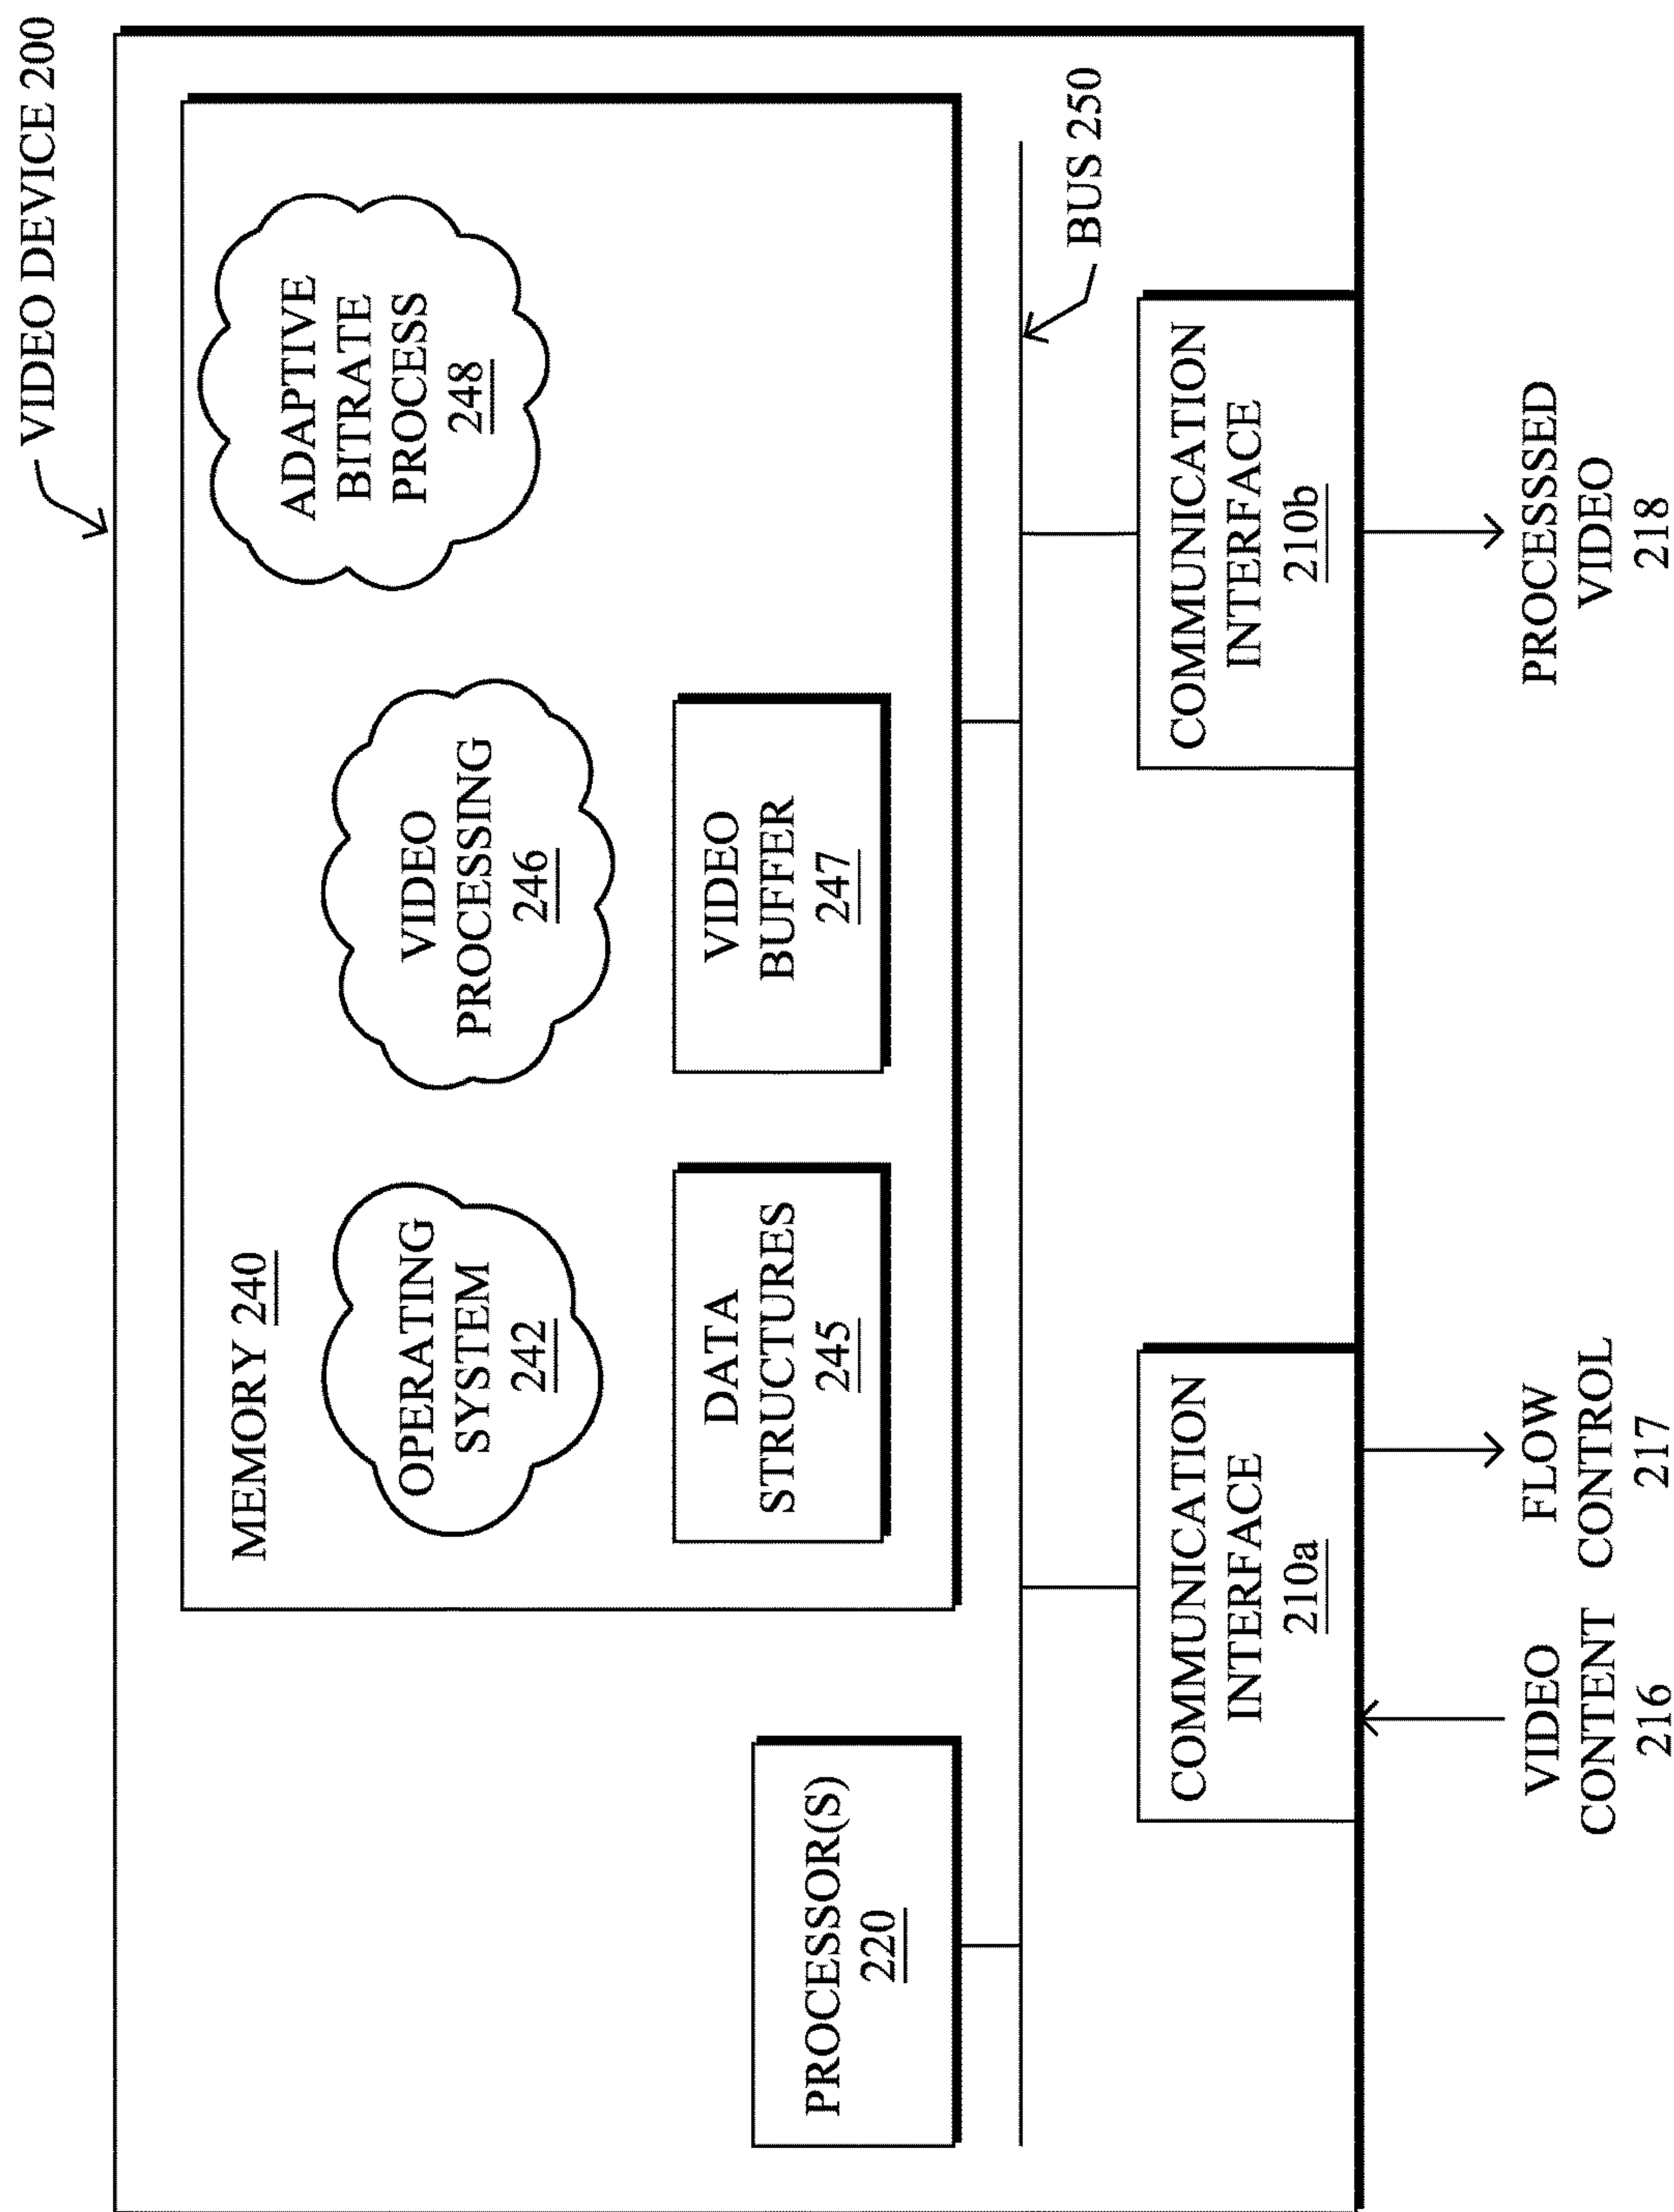 VIDEO DEVICE 200
MEMORY 240
OPERATING
SYSTEM
242
VIDEO
PROCESSING
246
ADAPTIVE
BITRATE
PROCESS
248
DATA
STRUCTURES
245
VIDEO
BUFFER
247
PROCESSOR(S)
220
BUS 250
COMMUNICATION
INTERFACE
210a
COMMUNICATION
INTERFACE
210b
VIDEO
CONTENT
216
FLOW
CONTROL
217
PROCESSED
VIDEO
218